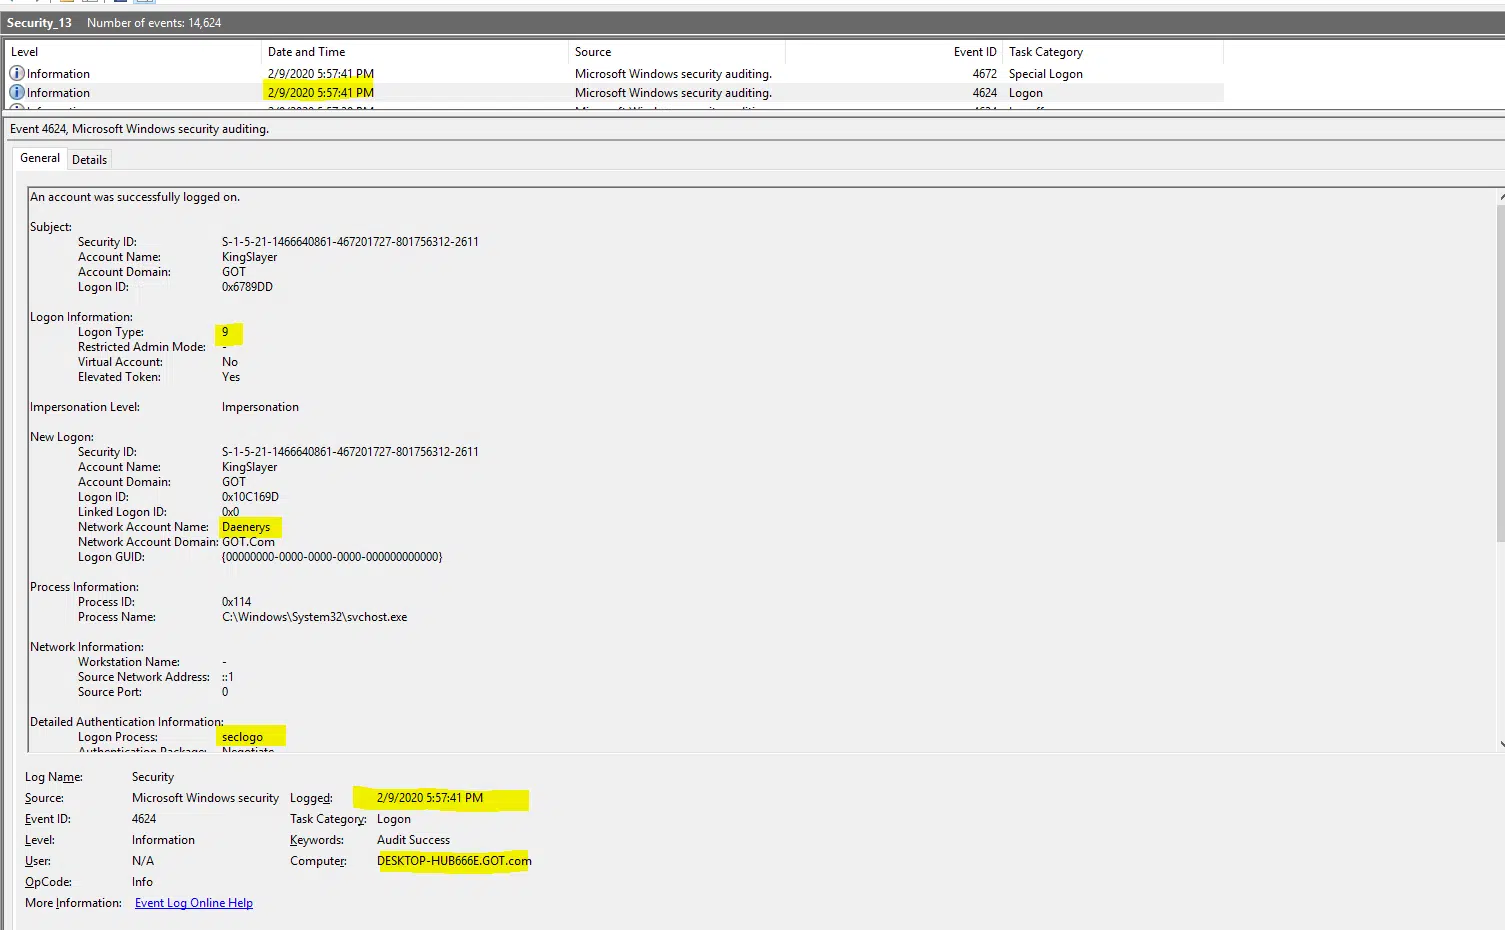 Security_13 Number of events: 14,624
Level Date and Time Source Event ID Task Category
Information 2/9/2020 5:57:41 PM Microsoft Windows security auditing. 4672 Special Logon
Information 2/9/2020 5:57:41 PM Microsoft Windows security auditing. 4624 Logon
Event 4624, Microsoft Windows security auditing.
General Details
An account was successfully logged on.
Subject:
Security ID: S-1-5-21-1466640861-467201727-801756312-2611
Account Name: KingSlayer
Account Domain: GOT
Logon ID: 0x6789DD
Logon Information:
Logon Type: 9
Restricted Admin Mode: -
Virtual Account: No
Elevated Token: Yes
Impersonation Level: Impersonation
New Logon:
Security ID: S-1-5-21-1466640861-467201727-801756312-2611
Account Name: KingSlayer
Account Domain: GOT
Logon ID: 0x10C169D
Linked Logon ID: 0x0
Network Account Name: Daenerys
Network Account Domain: GOT.Com
Logon GUID: {00000000-0000-0000-0000-000000000000}
Process Information:
Process ID: 0x114
Process Name: C:\Windows\System32\svchost.exe
Network Information:
Workstation Name: -
Source Network Address: ::1
Source Port: 0
Detailed Authentication Information:
Logon Process: seclogo
Authentication Package: Negotiate
Log Name: Security
Source: Microsoft Windows security Logged: 2/9/2020 5:57:41 PM
Event ID: 4624 Task Category: Logon
Level: Information Keywords: Audit Success
User: N/A Computer: DESKTOP-HUB666E.GOT.com
OpCode: Info
More Information: Event Log Online Help